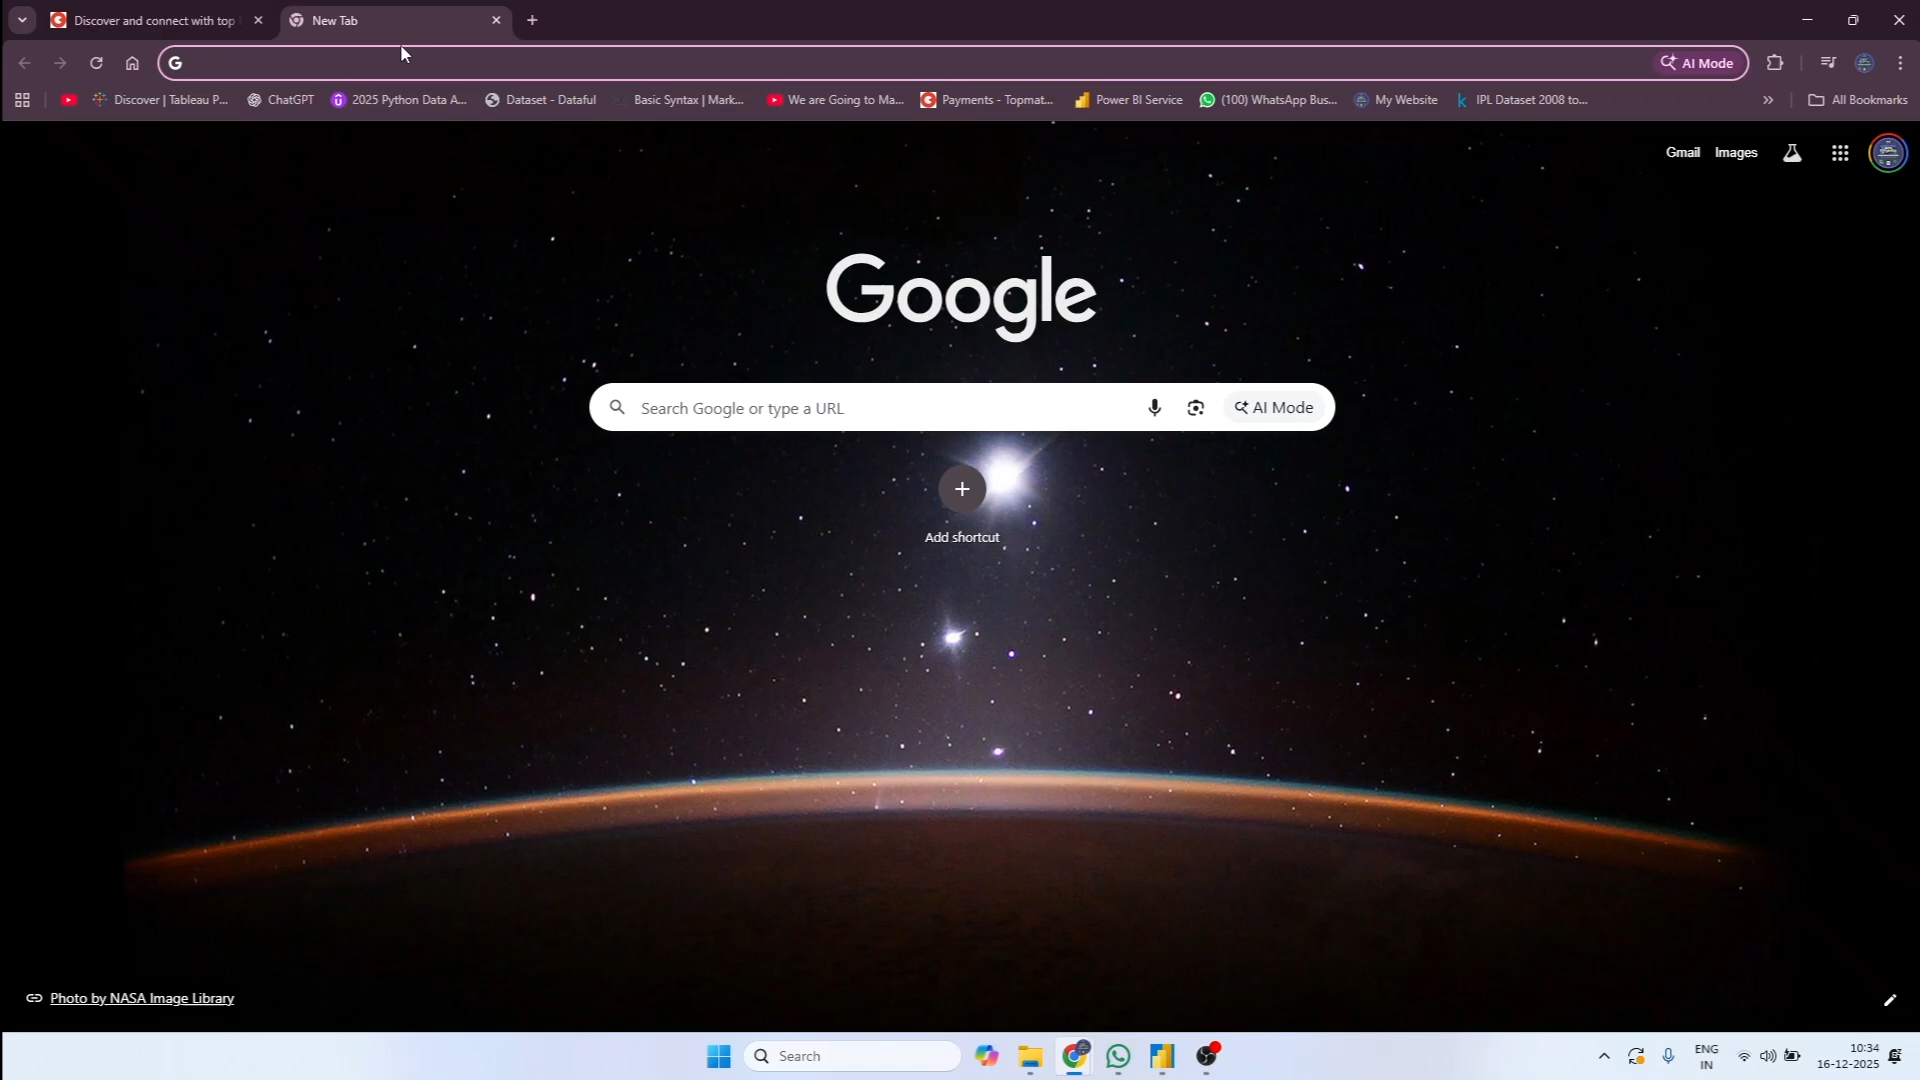 Discover and connect with top
New Tab
AI Mode
Discover | Tableau P...
ChatGPT
2025 Python Data A...
Dataset - Dataful
Basic Syntax | Mark...
We are Going to Ma...
Payments - Topmat...
Power BI Service
(100) WhatsApp Bus...
My Website
IPL Dataset 2008 to...
All Bookmarks
Gmail
Images
Google
Search Google or type a URL
AI Mode
Add shortcut
Photo by NASA Image Library
Search
ENG
IN
10:34
16-12-2025